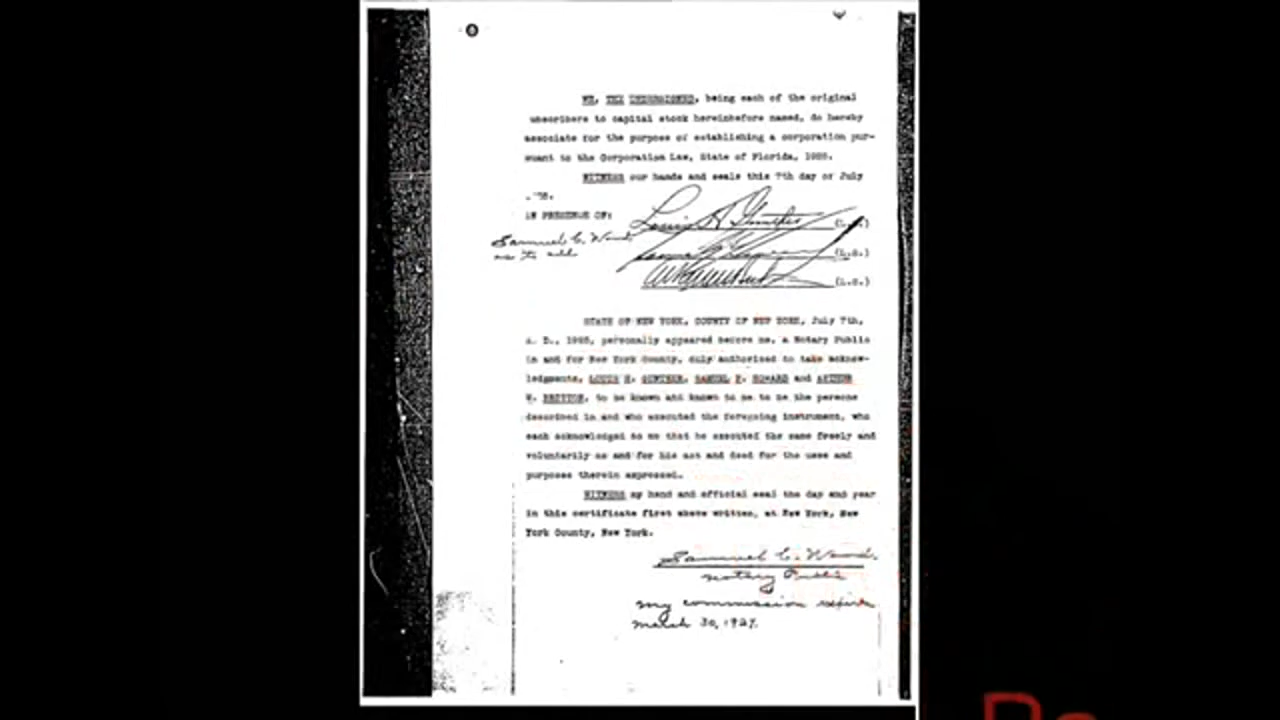 WE, THE UNDERSIGNED, being each of the original
ubscribers to capital stock hereinbefore named, do hereby
associate for the purpose of establishing a corporation pur-
suant to the Corporation Law, State of Florida, 1925.
WITNESS our hands and seals this 7th day of July
IN PRESENCE OF:
(L.S.)
Samuel C. Wood
as to all
(L.S.)
(L.S.)
STATE OF NEW YORK, COUNTY OF NEW YORK, July 7th,
A. D., 1925, personally appeared before me, a Notary Public
in and for New York County, duly authorized to take acknow-
ledgments, LOUIS H. GUNTHER, SAMUEL P. HOWARD and ARTHUR
W. BRITTON, to be known and known to me to be the persons
described in and who executed the foregoing instrument, who
each acknowledged to me that he executed the same freely and
voluntarily as and for his act and deed for the uses and
purposes therein expressed.
WITNESS my hand and official seal the day and year
in this certificate first above written, at New York, New
York County, New York.
Samuel C. Wood.
Notary Public
My commission expires
March 30, 1927.